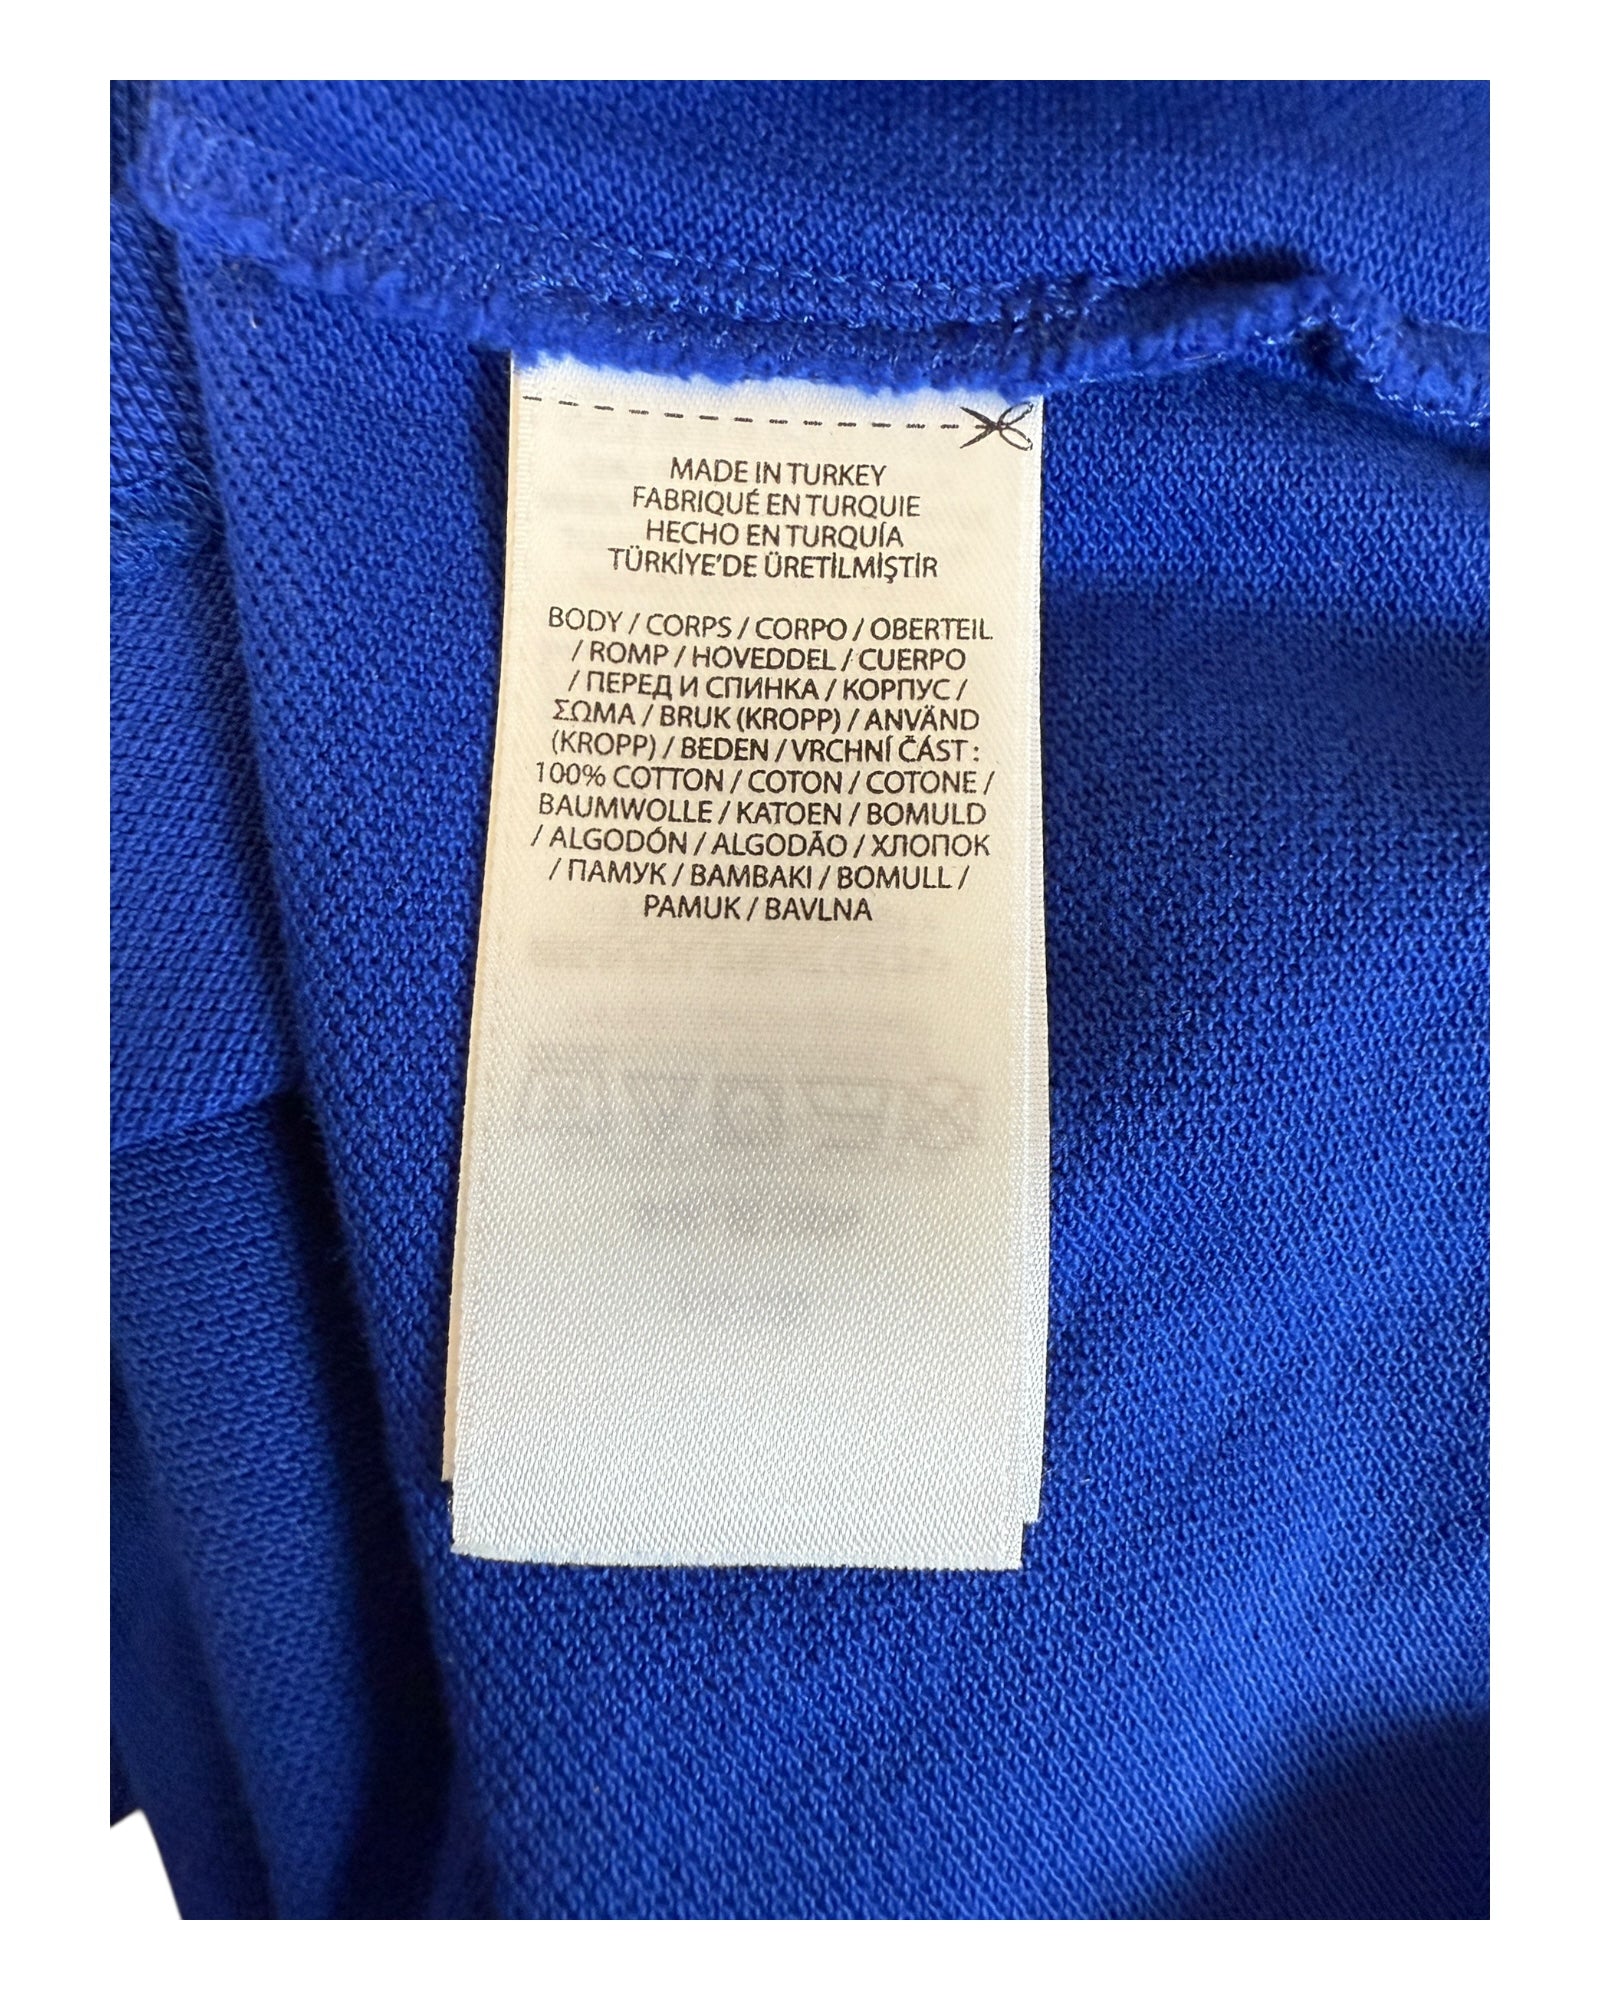 MADE IN TURKEY
FABRIQUÉ EN TURQUIE
HECHO EN TURQUÍA
TÜRKİYE'DE ÜRETİLMİŞTİR
BODY / CORPS / CORPO / OBERTEIL
/ ROMP / HOVEDDEL / CUERPO
/ ПЕРЕД И СПИНКА / КОРПУС /
ΣΩΜΑ / BRUK (KROPP) / ANVÄND
(KROPP) / BEDEN / VRCHNÍ ČÁST :
100% COTTON / COTON / COTONE /
BAUMWOLLE / KATOEN / BOMULD
/ ALGODÓN / ALGODÃO / ХЛОПОК
/ ПАМУК / BAMBAKI / BOMULL /
PAMUK / BAVLNA